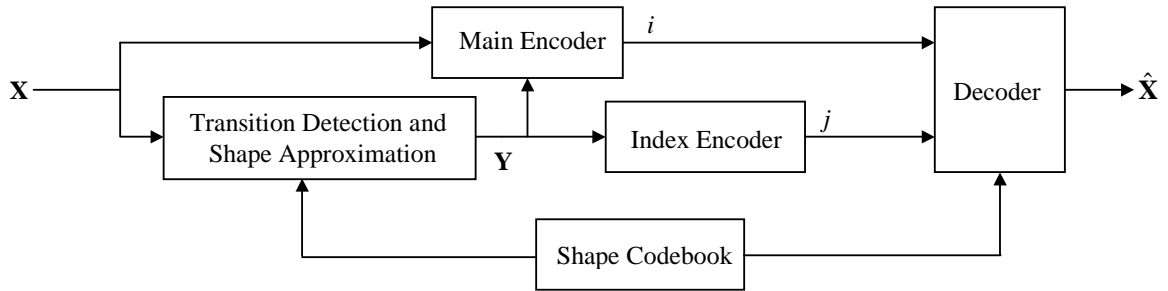 Main Encoder
i
X
Decoder
X̂
Transition Detection and
Shape Approximation
Y
Index Encoder
j
Shape Codebook